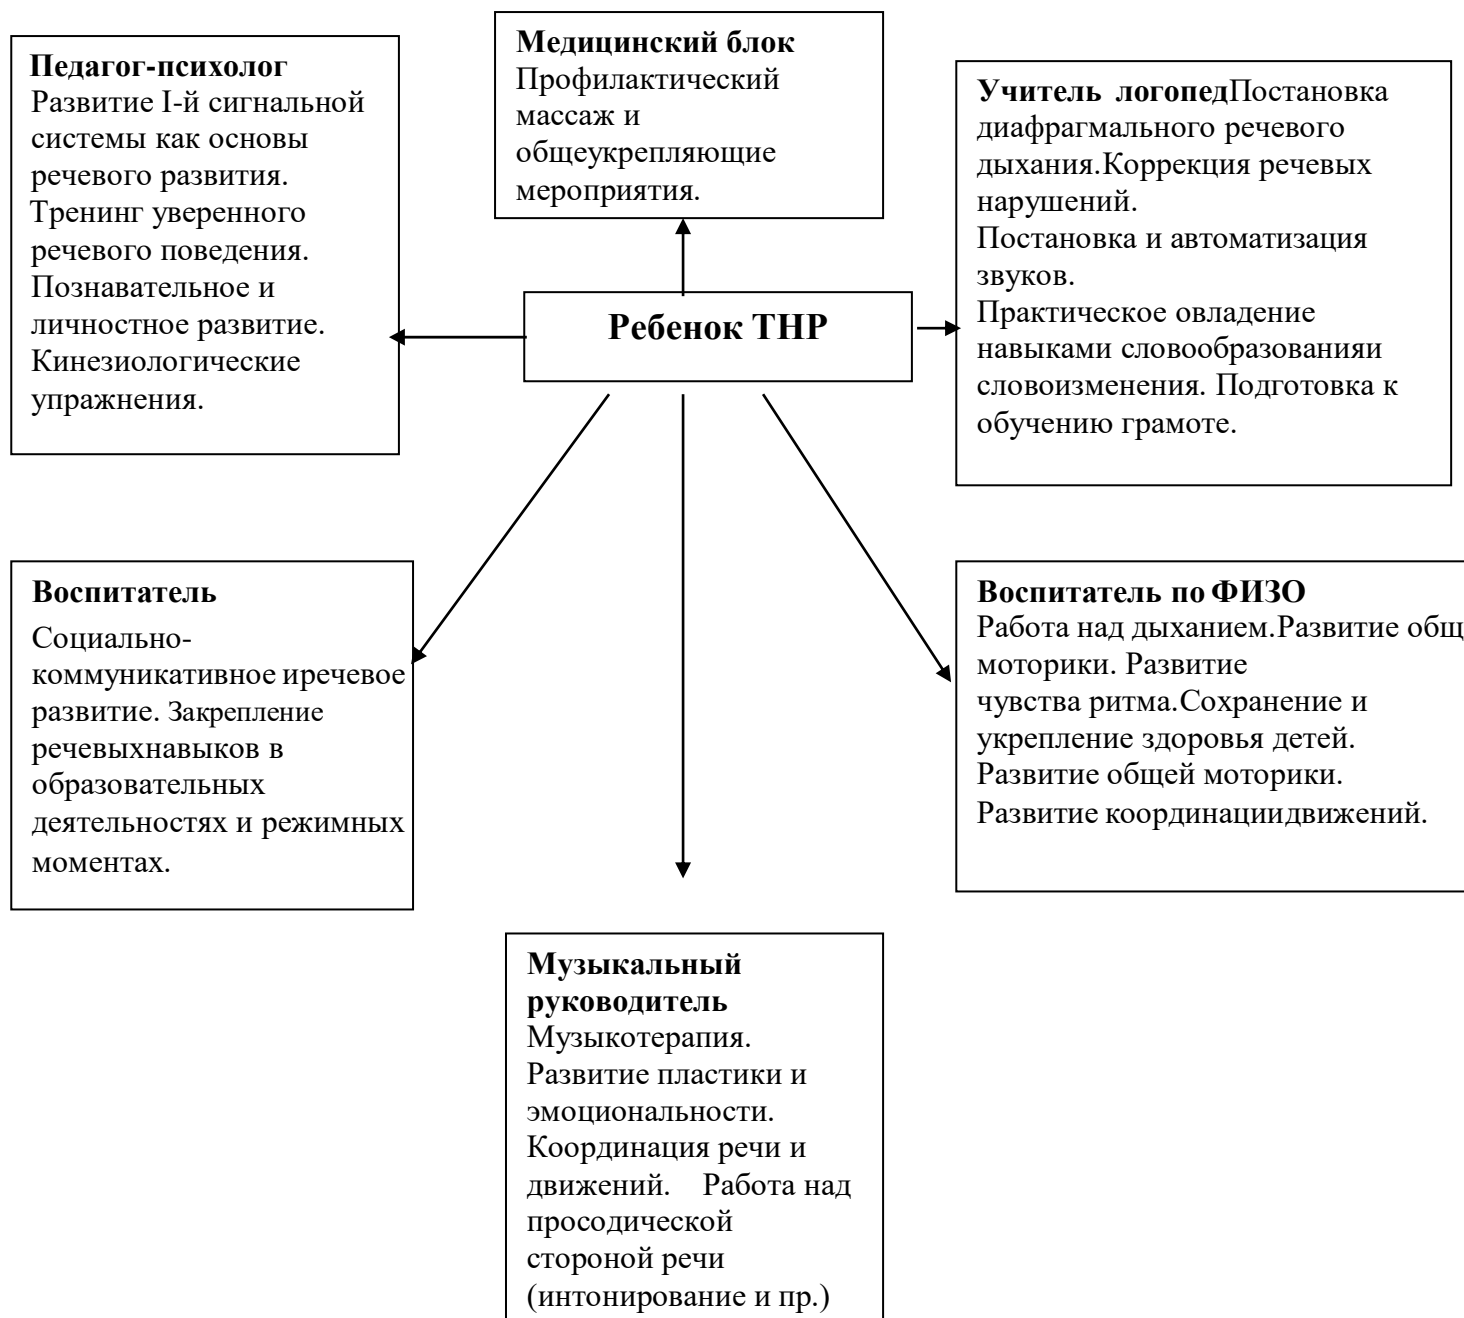 Педагог-психолог
Развитие I-й сигнальной
системы как основы
речевого развития.
Тренинг уверенного
речевого поведения.
Познавательное и
личностное развитие.
Кинезиологические
упражнения.
Медицинский блок
Профилактический
массаж и
общеукрепляющие
мероприятия.
Учитель логопедПостановка
диафрагмального речевого
дыхания.Коррекция речевых
нарушений.
Постановка и автоматизация
звуков.
Практическое овладение
навыками словообразованияи
словоизменения. Подготовка к
обучению грамоте.
Ребенок ТНР
Воспитатель
Социально-
коммуникативное иречевое
развитие. Закрепление
речевыхнавыков в
образовательных
деятельностях и режимных
моментах.
Воспитатель по ФИЗО
Работа над дыханием.Развитие общ
моторики. Развитие
чувства ритма.Сохранение и
укрепление здоровья детей.
Развитие общей моторики.
Развитие координациидвижений.
Музыкальный
руководитель
Музыкотерапия.
Развитие пластики и
эмоциональности.
Координация речи и
движений. Работа над
просодической
стороной речи
(интонирование и пр.)